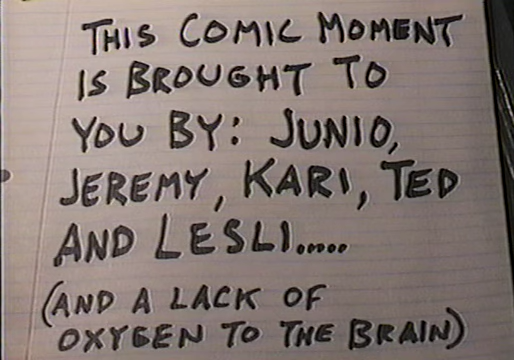 THIS COMIC MOMENT
IS BROUGHT TO
YOU BY: JUNIO,
JEREMY, KARI, TED
AND LESLI.....
(AND A LACK OF
OXYGEN TO THE BRAIN)